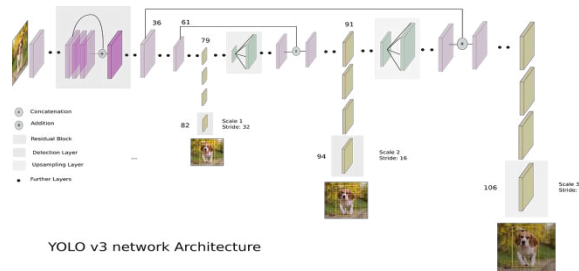 36
61
79
91
Concatenation
Addition
Residual Block
Detection Layer
Upsampling Layer
Further Layers
...
82
Scale 1
Stride: 32
94
Scale 2
Stride: 16
106
Scale 3
Stride:
YOLO v3 network Architecture